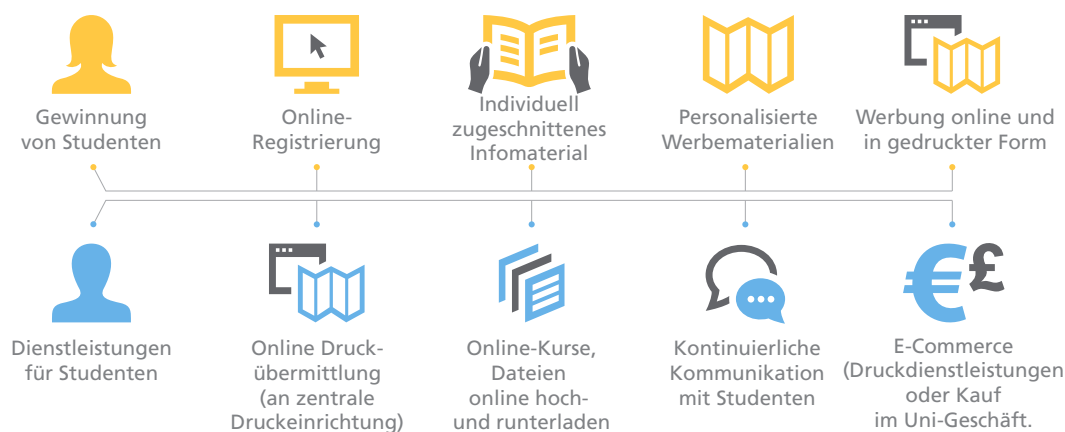 Gewinnung
von Studenten
Online-
Registrierung
Individuell
zugeschnittenes
Infomaterial
Personalisierte
Werbematerialien
Werbung online und
in gedruckter Form
Dienstleistungen
für Studenten
Online Druck-
übermittlung
(an zentrale
Druckeinrichtung)
Online-Kurse,
Dateien
online hoch-
und runterladen
Kontinuierliche
Kommunikation
mit Studenten
€£
E-Commerce
(Druckdienstleistungen
oder Kauf
im Uni-Geschäft.